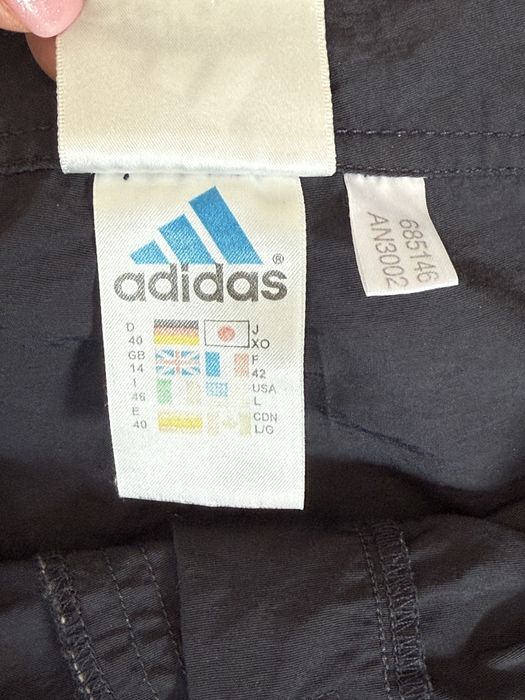 adidas®
D
40
J
XO
GB
14
F
42
I
46
USA
L
E
40
CDN
L/G
685146
AN3002